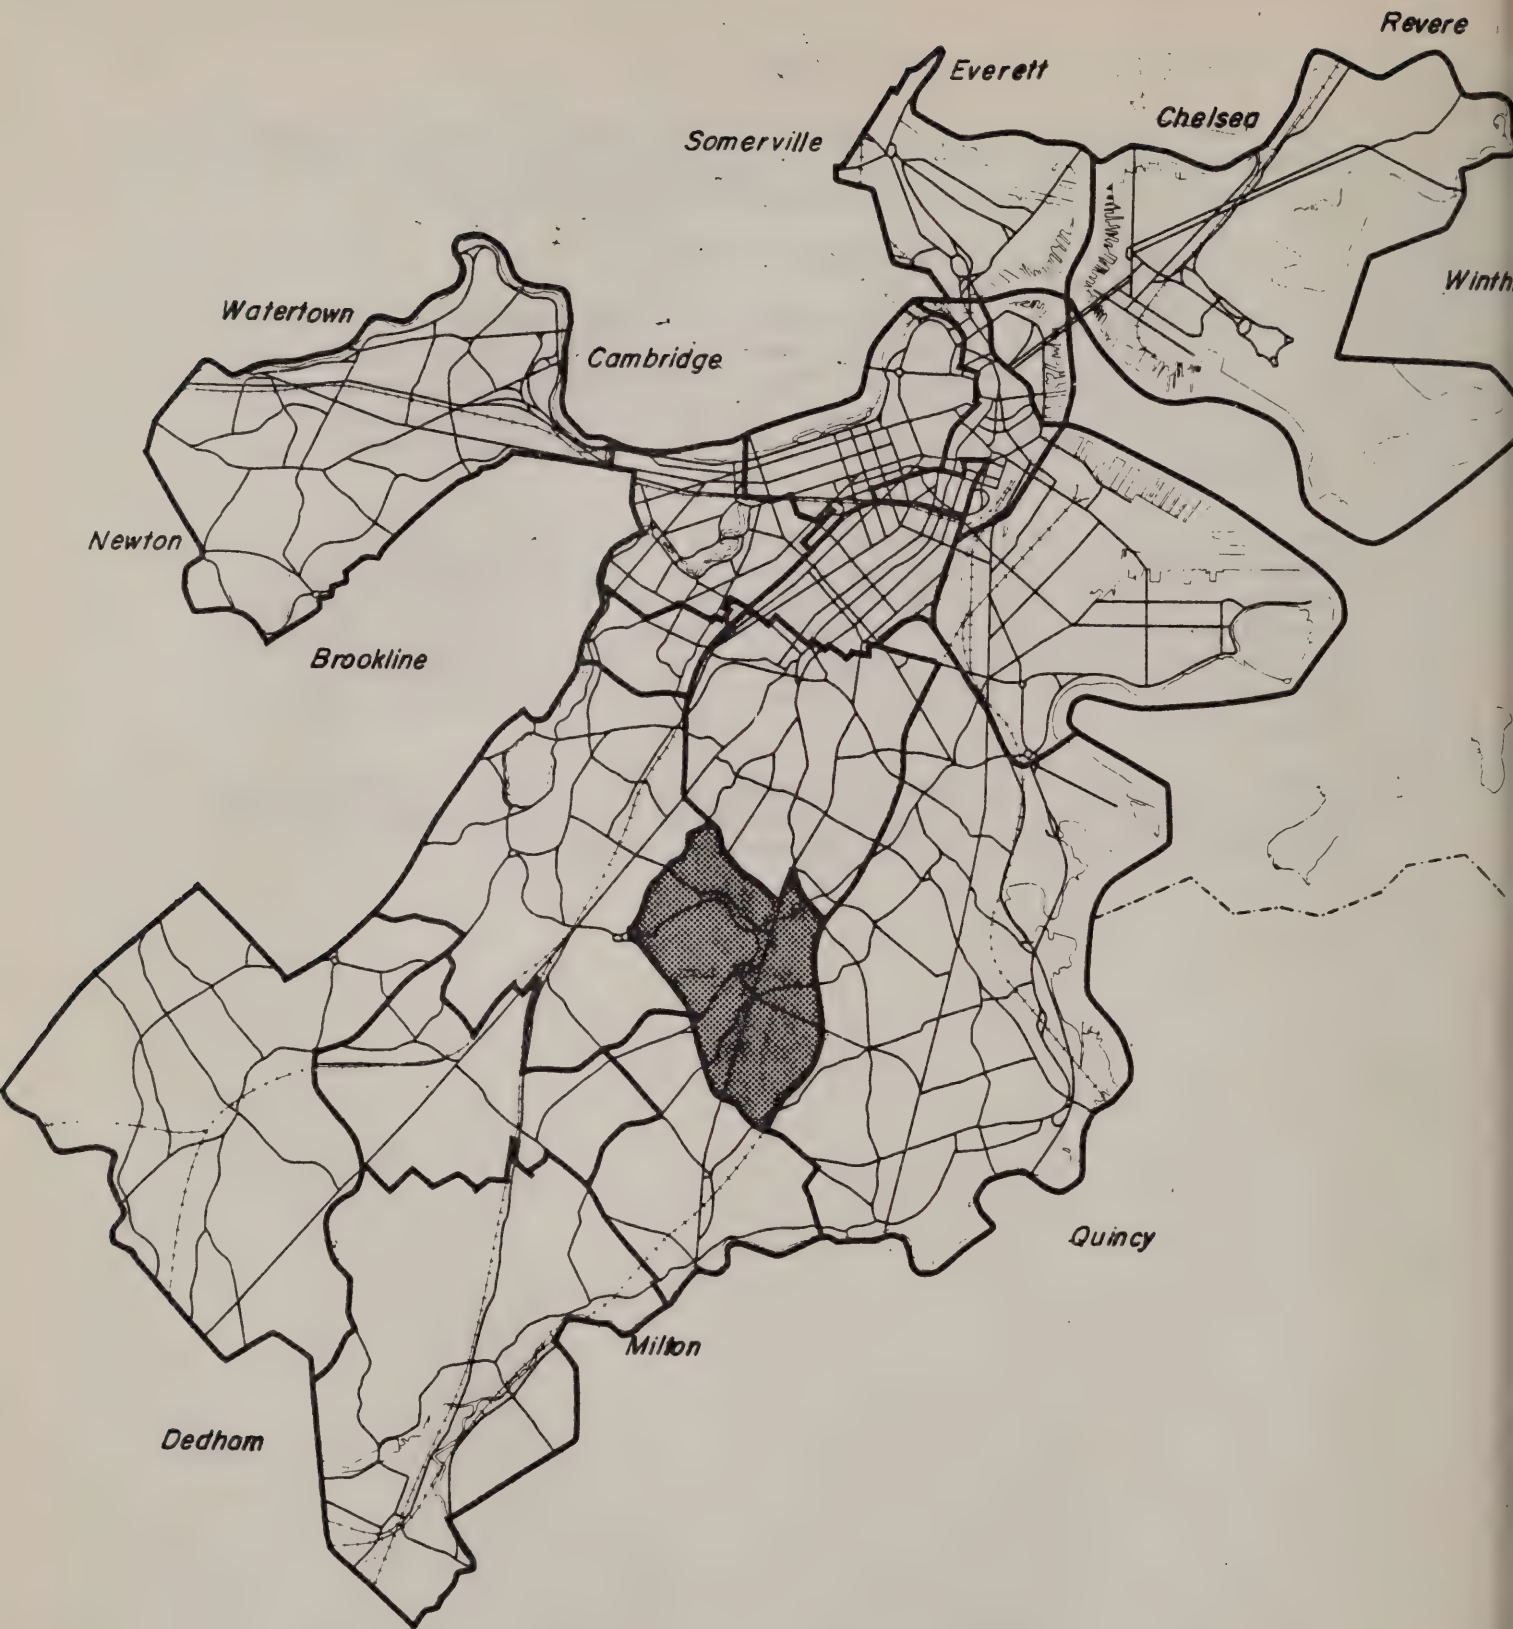 Revere
Everett
Chelsea
Somerville
Winth
Watertown
Cambridge
Newton
Brookline
Quincy
Milton
Dedham